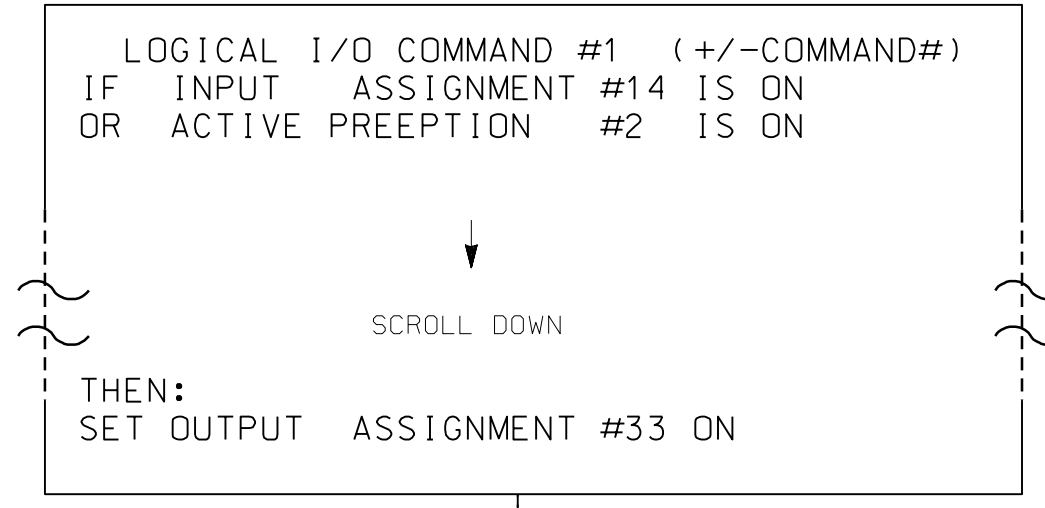 LOGICAL I/O COMMAND #1 (+/-COMMAND#)
IF INPUT ASSIGNMENT #14 IS ON
OR ACTIVE PREEPTION #2 IS ON
SCROLL DOWN
THEN:
SET OUTPUT ASSIGNMENT #33 ON